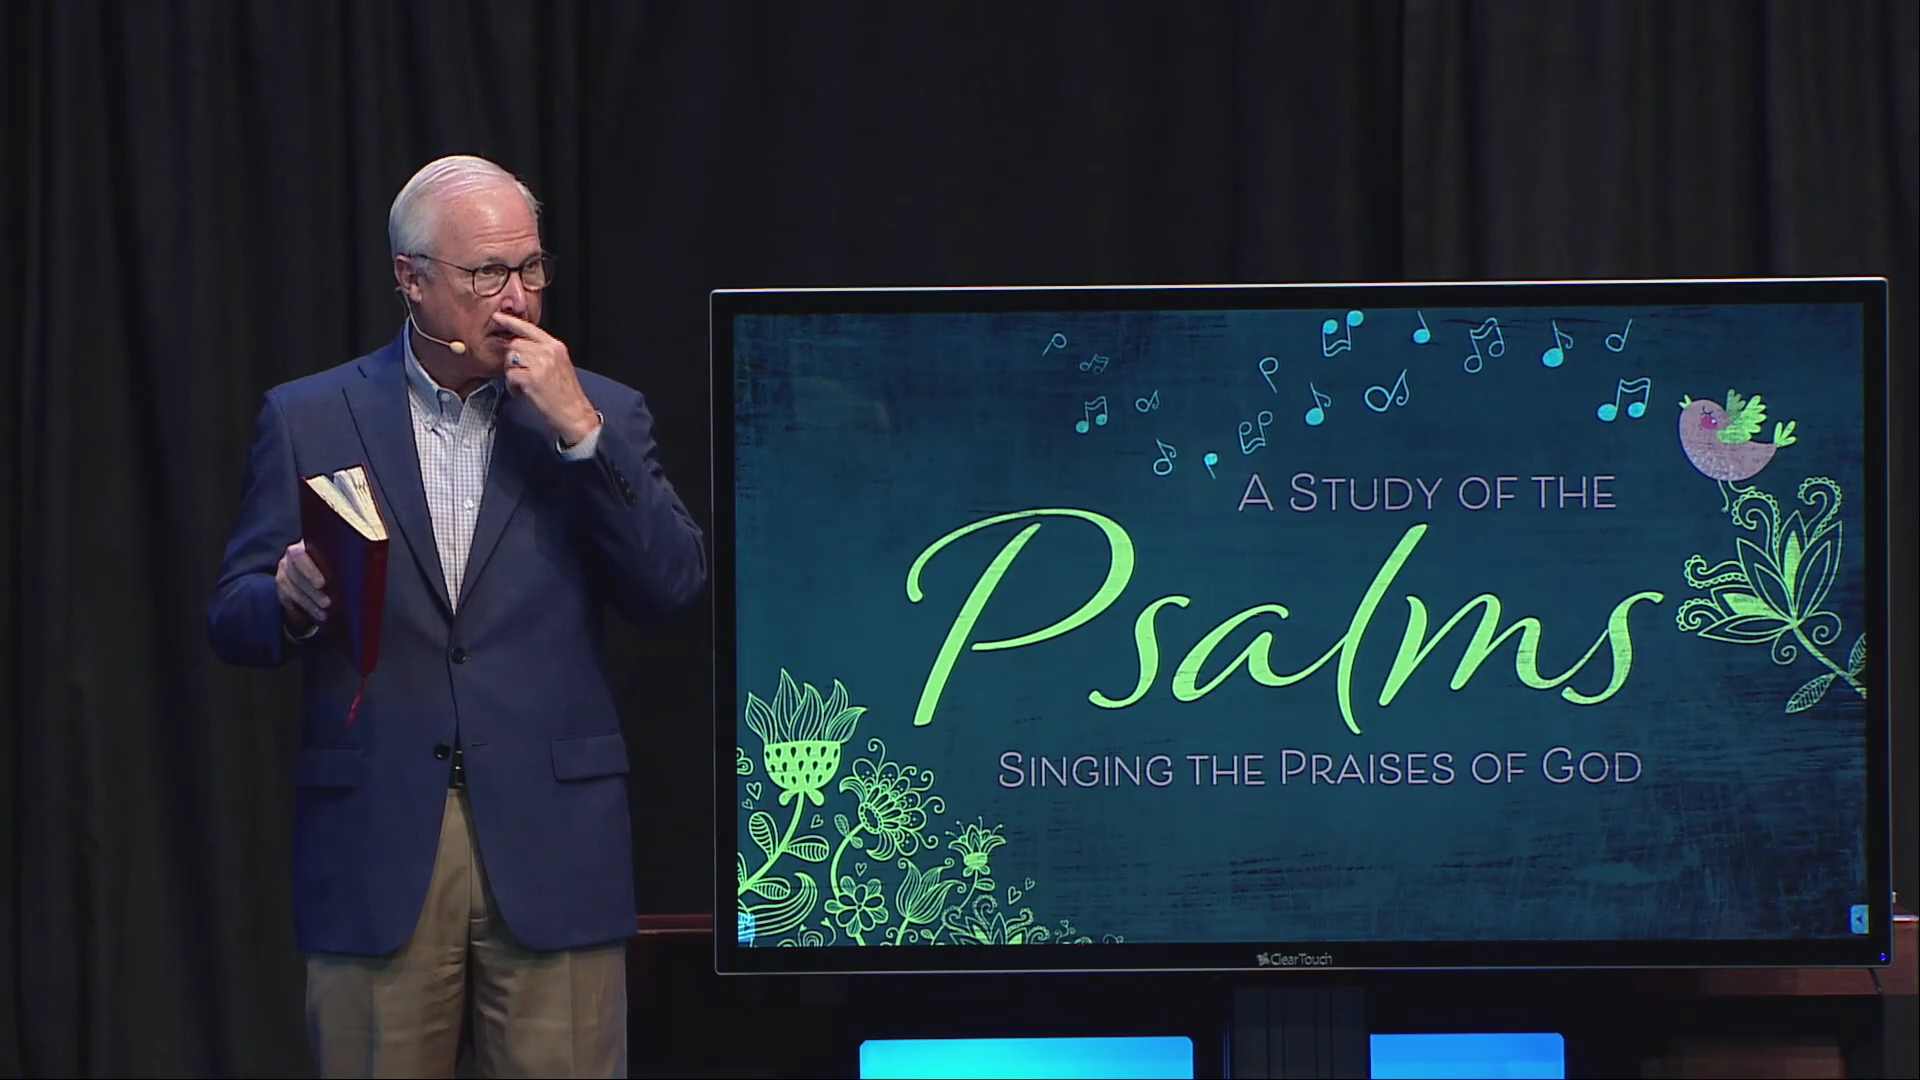 A STUDY OF THE
Psalms
SINGING THE PRAISES OF GOD
ClearTouch